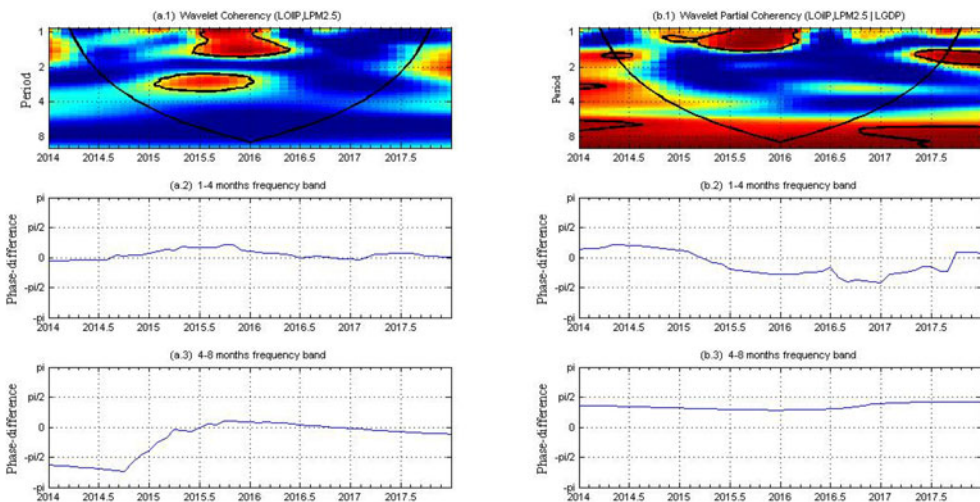 (a.1) Wavelet Coherency (LOIIP,LPM2.5)
Period
1
2
4
8
2014 2014.5 2015 2015.5 2016 2016.5 2017 2017.5
(b.1) Wavelet Partial Coherency (LOIIP,LPM2.5 | LGDP)
Period
1
2
4
8
2014 2014.5 2015 2015.5 2016 2016.5 2017 2017.5
(a.2) 1-4 months frequency band
Phase-difference
pi
pi/2
0
-pi/2
-pi
2014 2014.5 2015 2015.5 2016 2016.5 2017 2017.5
(b.2) 1-4 months frequency band
Phase-difference
pi
pi/2
0
-pi/2
-pi
2014 2014.5 2015 2015.5 2016 2016.5 2017 2017.5
(a.3) 4-8 months frequency band
Phase-difference
pi
pi/2
0
-pi/2
-pi
2014 2014.5 2015 2015.5 2016 2016.5 2017 2017.5
(b.3) 4-8 months frequency band
Phase-difference
pi
pi/2
0
-pi/2
-pi
2014 2014.5 2015 2015.5 2016 2016.5 2017 2017.5